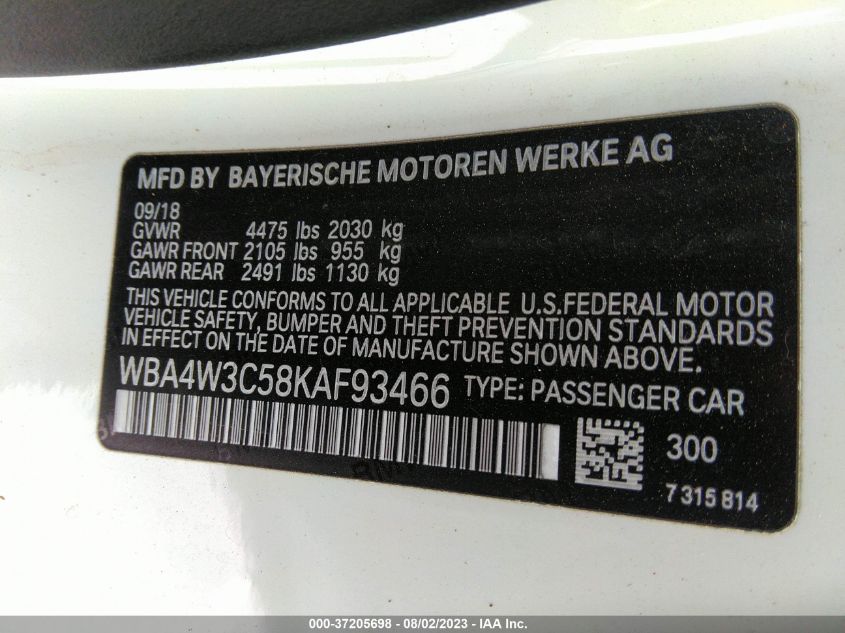 MFD BY BAYERISCHE MOTOREN WERKE AG
09/18
GVWR 4475 lbs 2030 kg
GAWR FRONT 2105 lbs 955 kg
GAWR REAR 2491 lbs 1130 kg
THIS VEHICLE CONFORMS TO ALL APPLICABLE U.S.FEDERAL MOTOR
VEHICLE SAFETY, BUMPER AND THEFT PREVENTION STANDARDS
IN EFFECT ON THE DATE OF MANUFACTURE SHOWN ABOVE.
WBA4W3C58KAF93466 TYPE: PASSENGER CAR
300
7 315 814
000-37205698 - 08/02/2023 - IAA Inc.